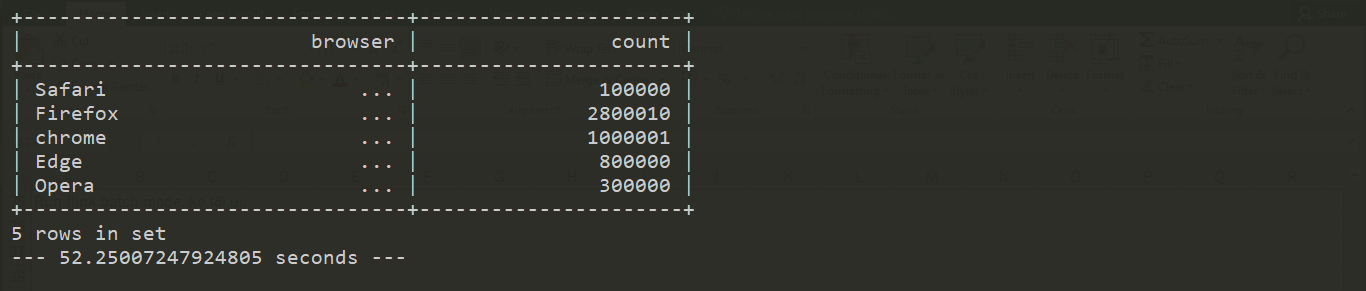 +---------------------------------+----------------------+
|                         browser |                count |
+---------------------------------+----------------------+
| Safari                      ... |               100000 |
| Firefox                     ... |              2800010 |
| chrome                      ... |              1000001 |
| Edge                        ... |               800000 |
| Opera                       ... |               300000 |
+---------------------------------+----------------------+
5 rows in set
--- 52.25007247924805 seconds ---